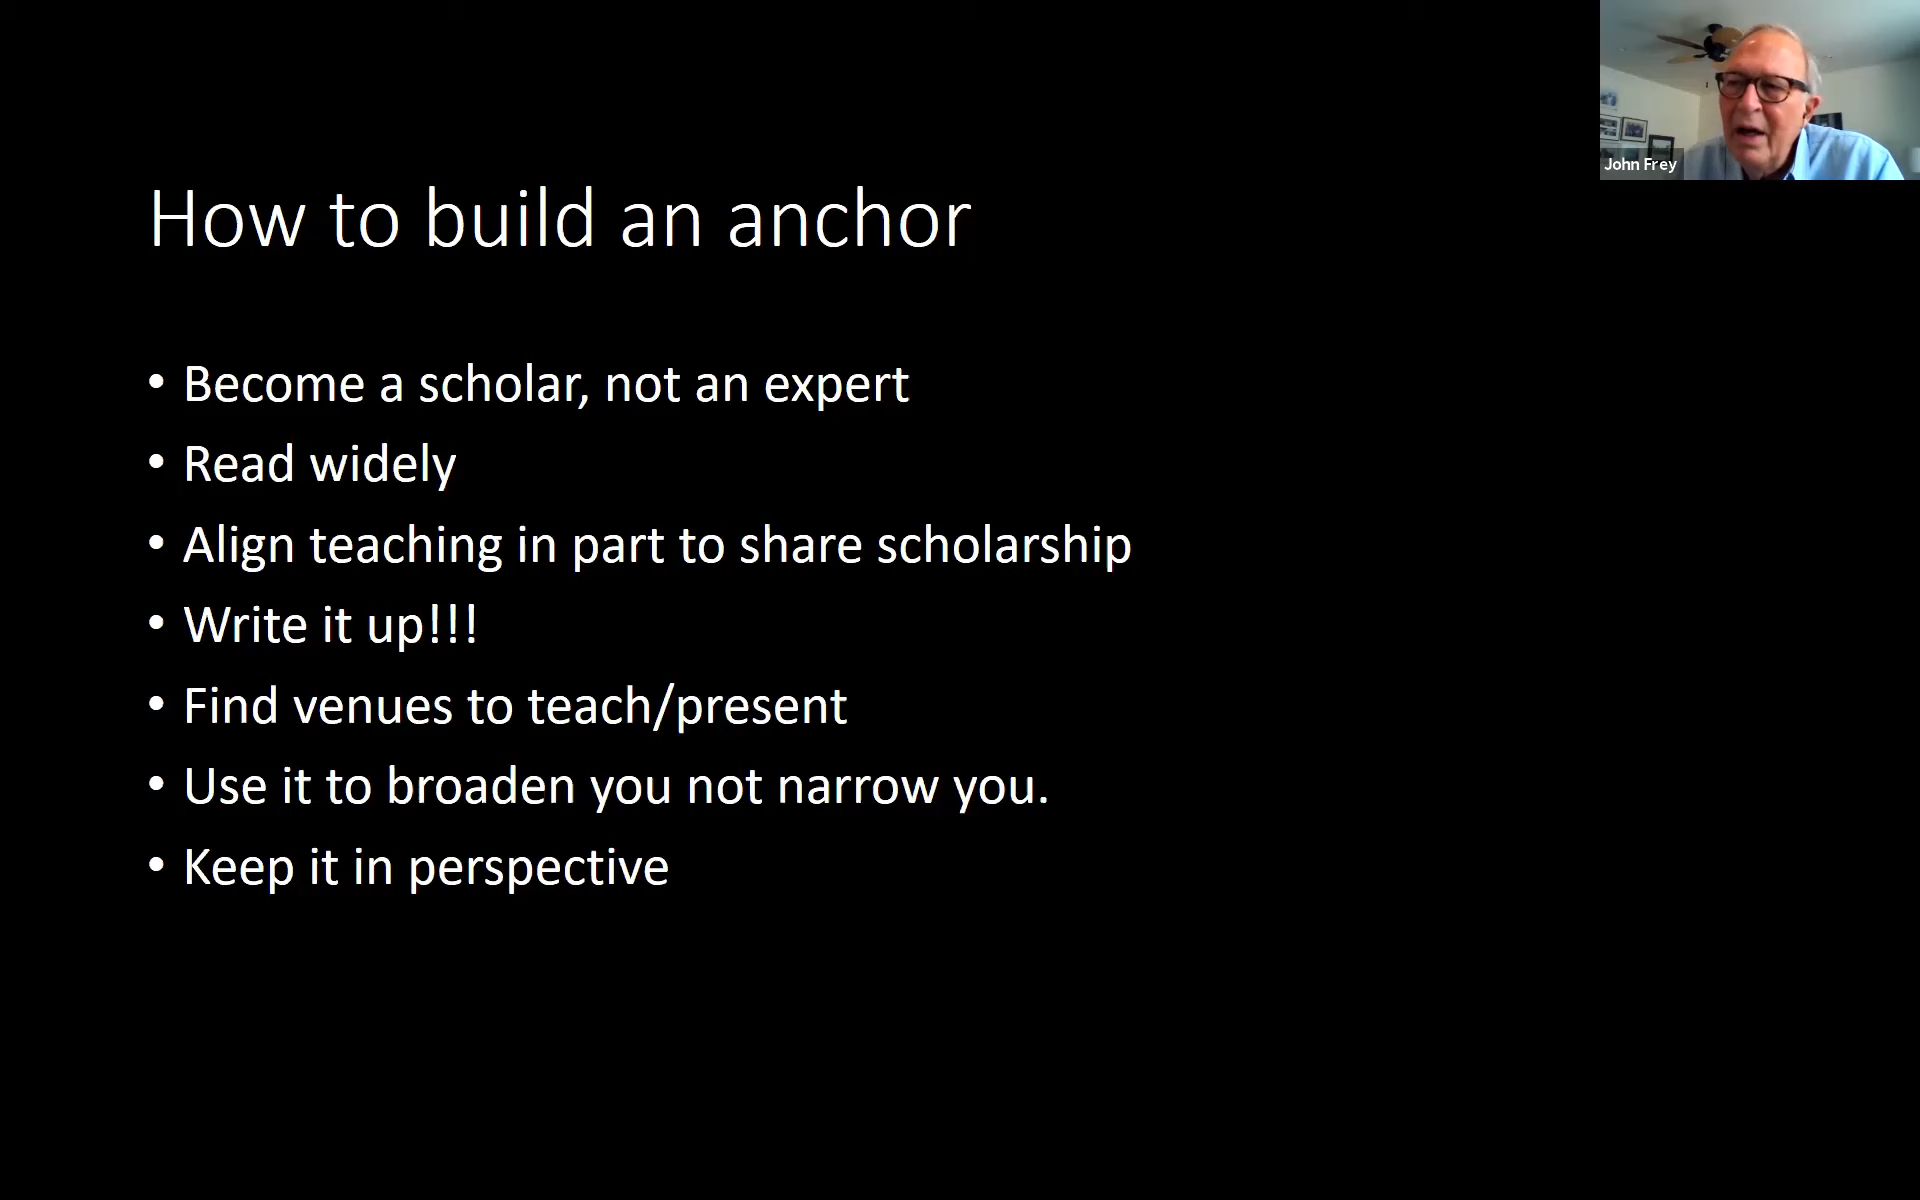 John Frey
How to build an anchor
• Become a scholar, not an expert
• Read widely
• Align teaching in part to share scholarship
• Write it up!!!
• Find venues to teach/present
• Use it to broaden you not narrow you.
• Keep it in perspective